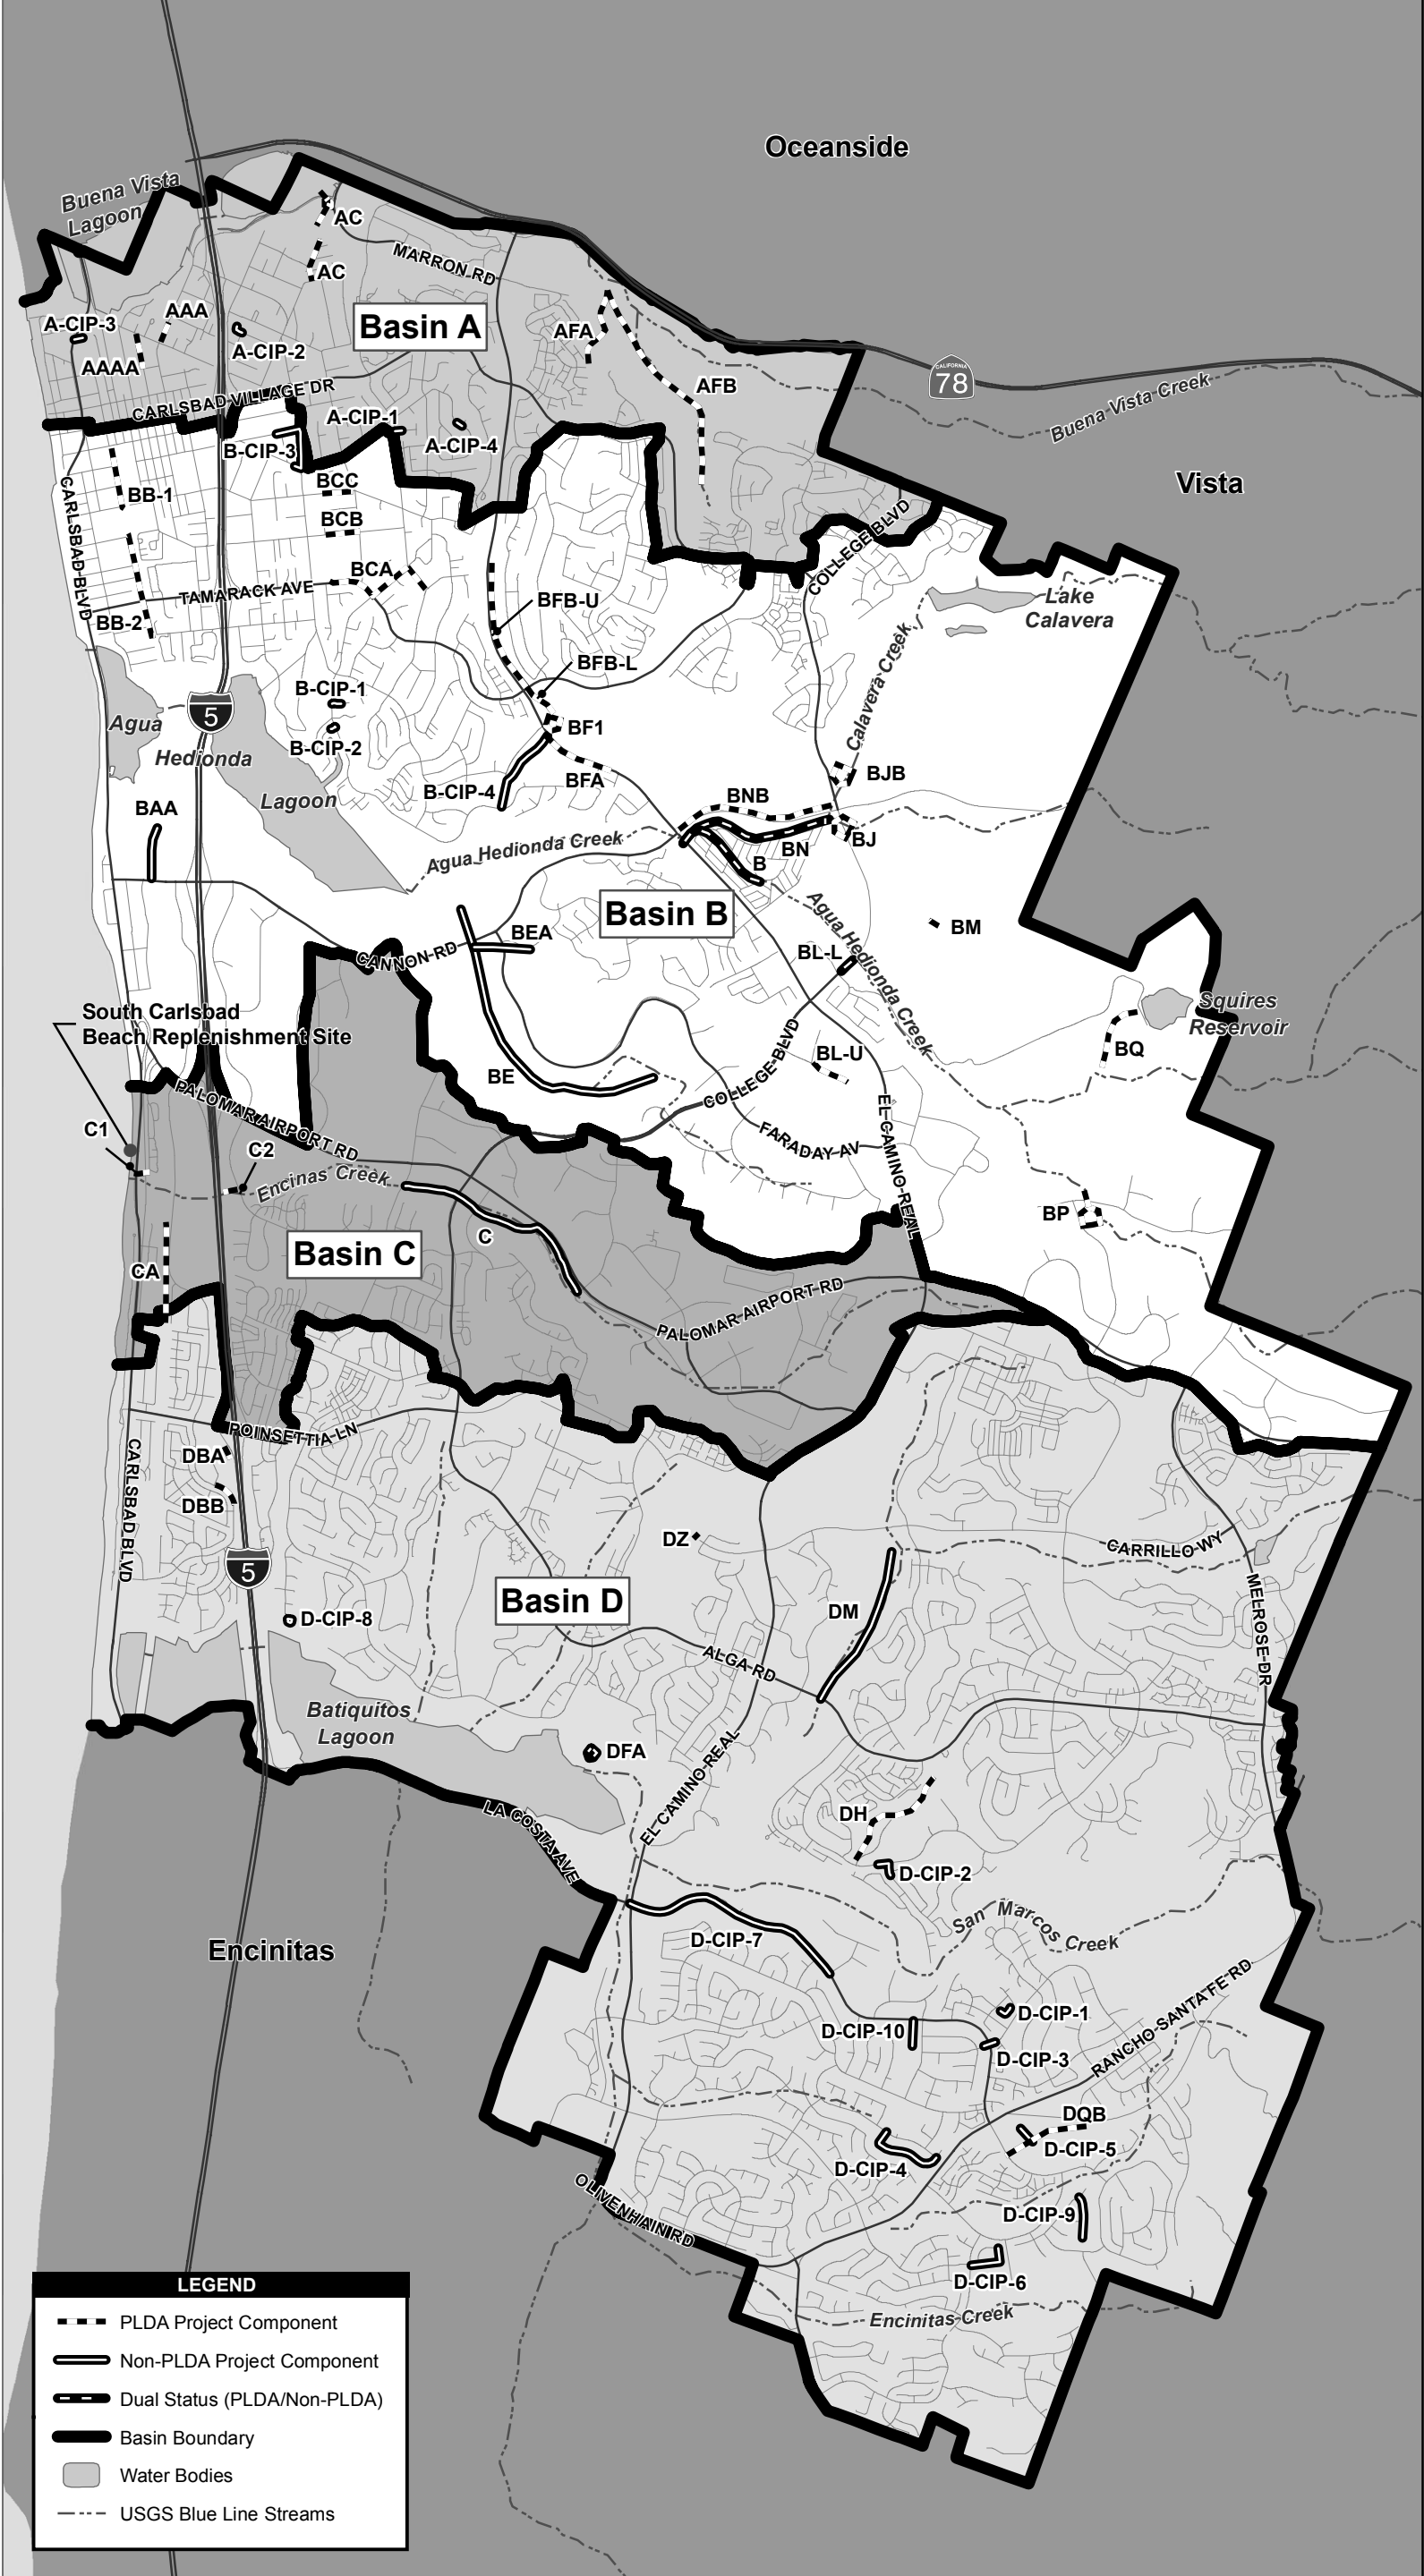 Oceanside
Buena Vista
Lagoon
AC
MARRON RD
AC
AAA
A-CIP-3
Basin A
AFA
A-CIP-2
AAAA
CALIFORNIA
78
AFB
Buena Vista Creek
CARLSBAD VILLAGE DR
A-CIP-1
A-CIP-4
B-CIP-3
Vista
BCC
BB-1
CARLSBAD BLVD
BCB
COLLEGE BLVD
BCA
TAMARACK AVE
BFB-U
Lake
Calavera
BB-2
Calavera Creek
BFB-L
B-CIP-1
5
Agua
Hedionda
Lagoon
BF1
B-CIP-2
BJB
BFA
B-CIP-4
BNB
BAA
Agua Hedionda Creek
BJ
BN
B
Basin B
Agua Hedionda Creek
BM
BEA
BL-L
CANNON RD
Squires
Reservoir
South Carlsbad
Beach Replenishment Site
BQ
BL-U
BE
COLLEGE BLVD
PALOMAR AIRPORT RD
EL CAMINO REAL
C1
FARADAY AV
C2
Encinas Creek
BP
C
Basin C
CA
PALOMAR AIRPORT RD
POINSETTIA LN
DBA
CARLSBAD BLVD
DBB
DZ
CARRILLO WY
5
Basin D
MELROSE DR
D-CIP-8
DM
ALGA RD
Batiquitos
Lagoon
DFA
EL CAMINO REAL
LA COSTA AVE
DH
D-CIP-2
San Marcos Creek
D-CIP-7
Encinitas
RANCHO SANTA FE RD
D-CIP-1
D-CIP-10
D-CIP-3
DQB
D-CIP-5
D-CIP-4
OLIVENHAIN RD
D-CIP-9
D-CIP-6
Encinitas Creek
LEGEND
PLDA Project Component
Non-PLDA Project Component
Dual Status (PLDA/Non-PLDA)
Basin Boundary
Water Bodies
USGS Blue Line Streams